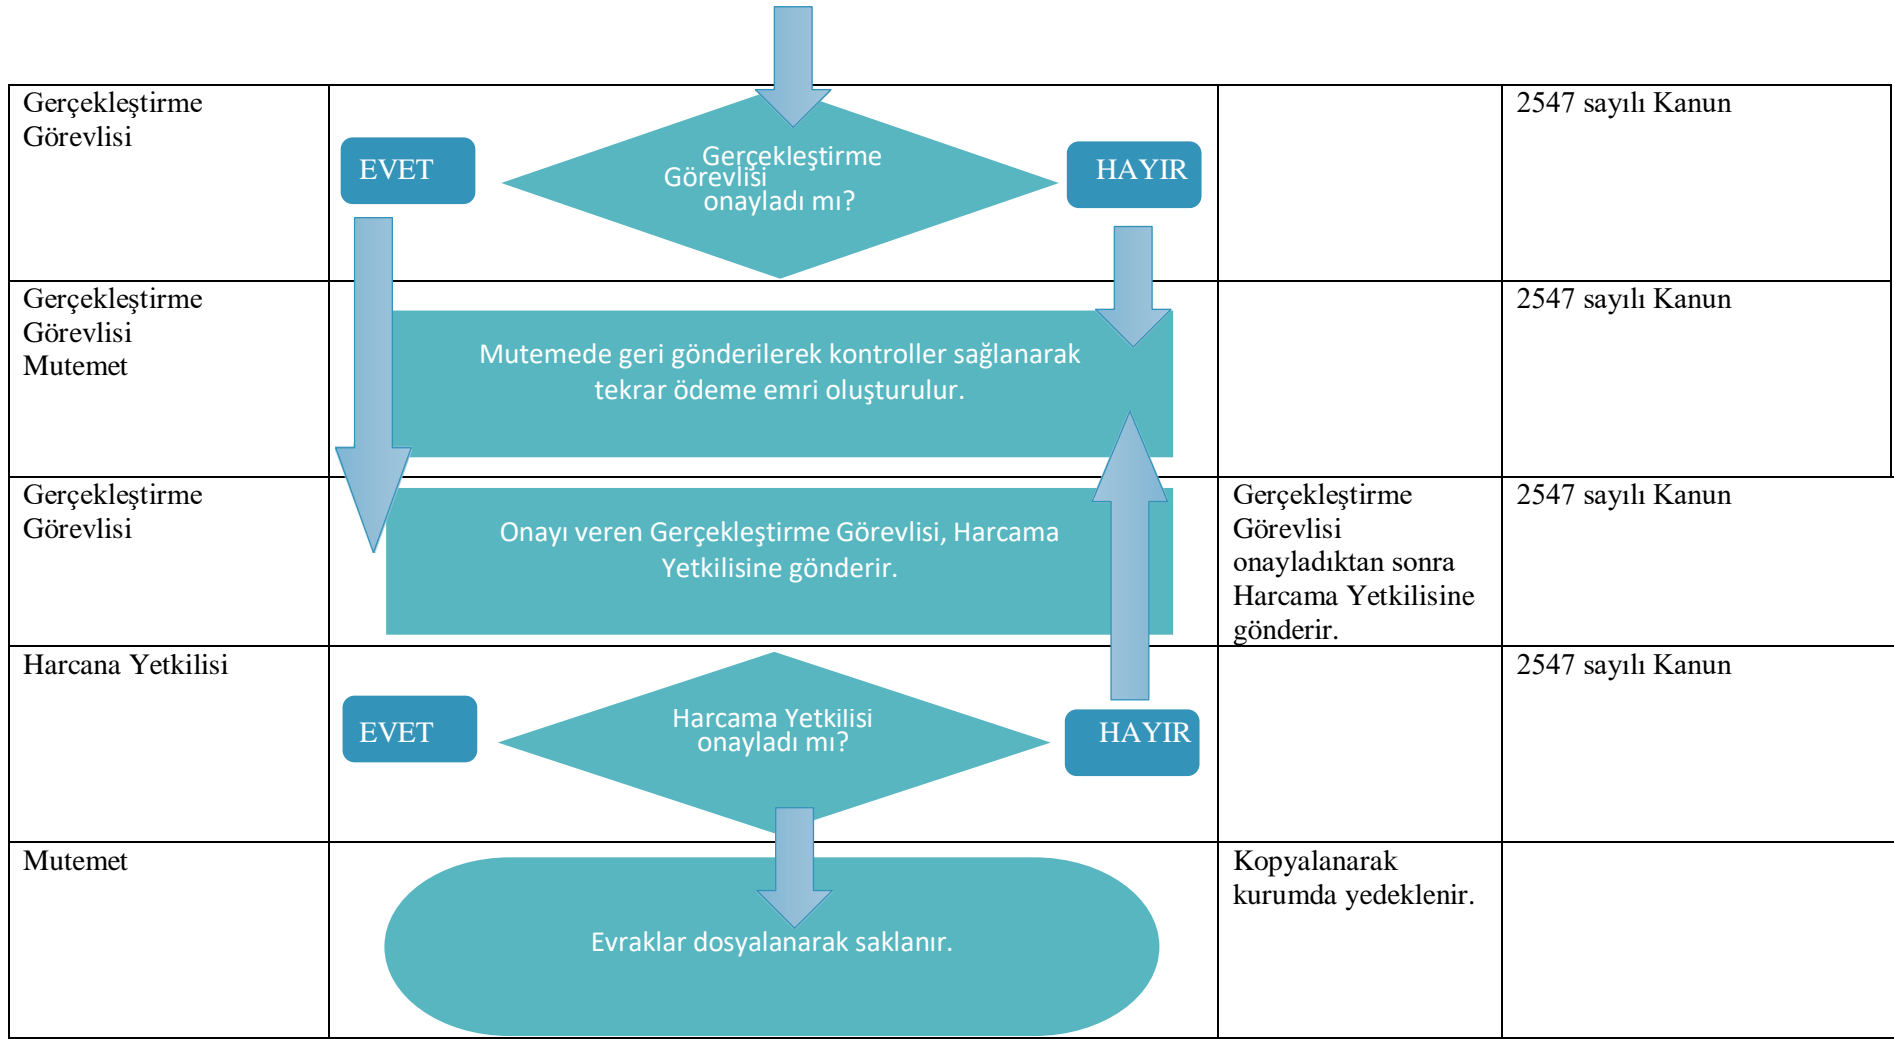 Gerçekleştirme
Görevlisi
EVET
Gerçekleştirme
Görevlisi
onayladı mı?
HAYIR
2547 sayılı Kanun
Gerçekleştirme
Görevlisi
Mutemet
Mutemede geri gönderilerek kontroller sağlanarak
tekrar ödeme emri oluşturulur.
2547 sayılı Kanun
Gerçekleştirme
Görevlisi
Onayı veren Gerçekleştirme Görevlisi, Harcama
Yetkilisine gönderir.
Gerçekleştirme
Görevlisi
onayladıktan sonra
Harcama Yetkilisine
gönderir.
2547 sayılı Kanun
Harcana Yetkilisi
EVET
Harcama Yetkilisi
onayladı mı?
HAYIR
2547 sayılı Kanun
Mutemet
Evraklar dosyalanarak saklanır.
Kopyalanarak
kurumda yedeklenir.